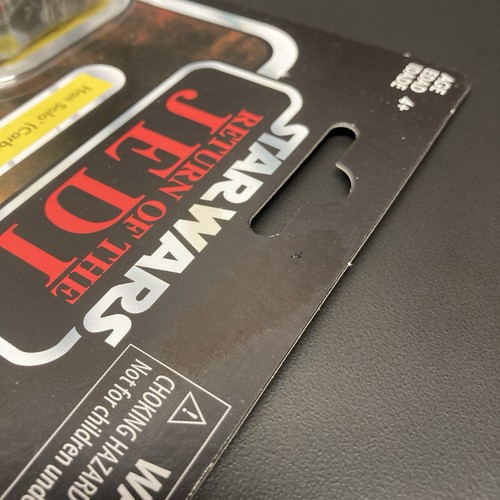 AGE
EDAD
IDADE
4+
STAR WARS
RETURN OF THE
JEDI
Han Solo (Carb
WA
CHOKING HAZARD
Not for children unde